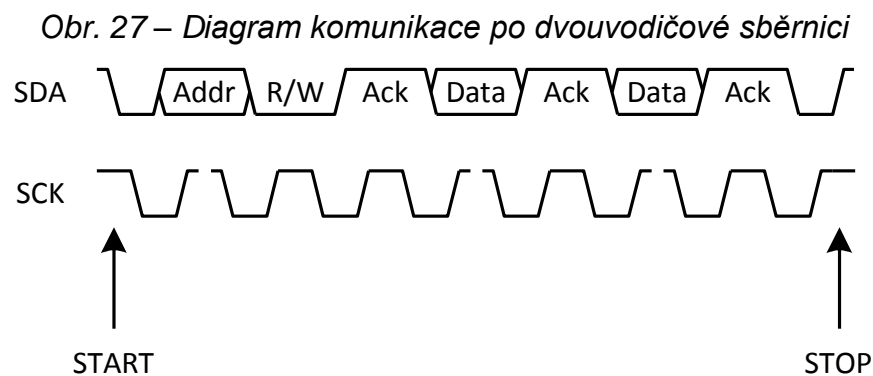 Obr. 27 – Diagram komunikace po dvouvodičové sběrnici
SDA Addr R/W Ack Data Ack Data Ack
SCK
START STOP